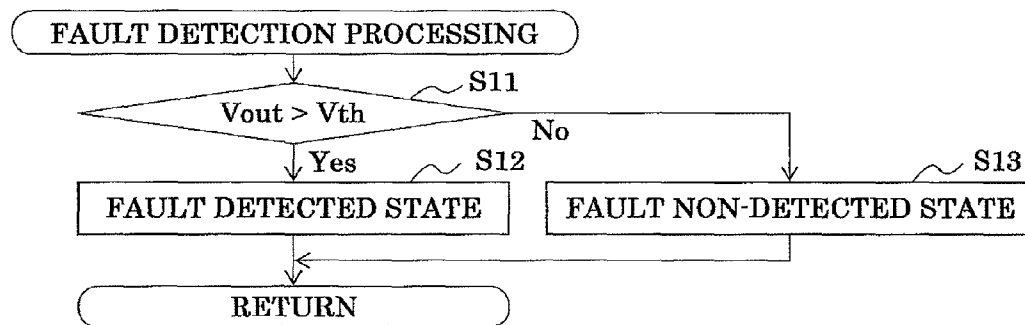 FAULT DETECTION PROCESSING
S11
Vout > Vth
No
Yes
S12
S13
FAULT DETECTED STATE
FAULT NON-DETECTED STATE
RETURN